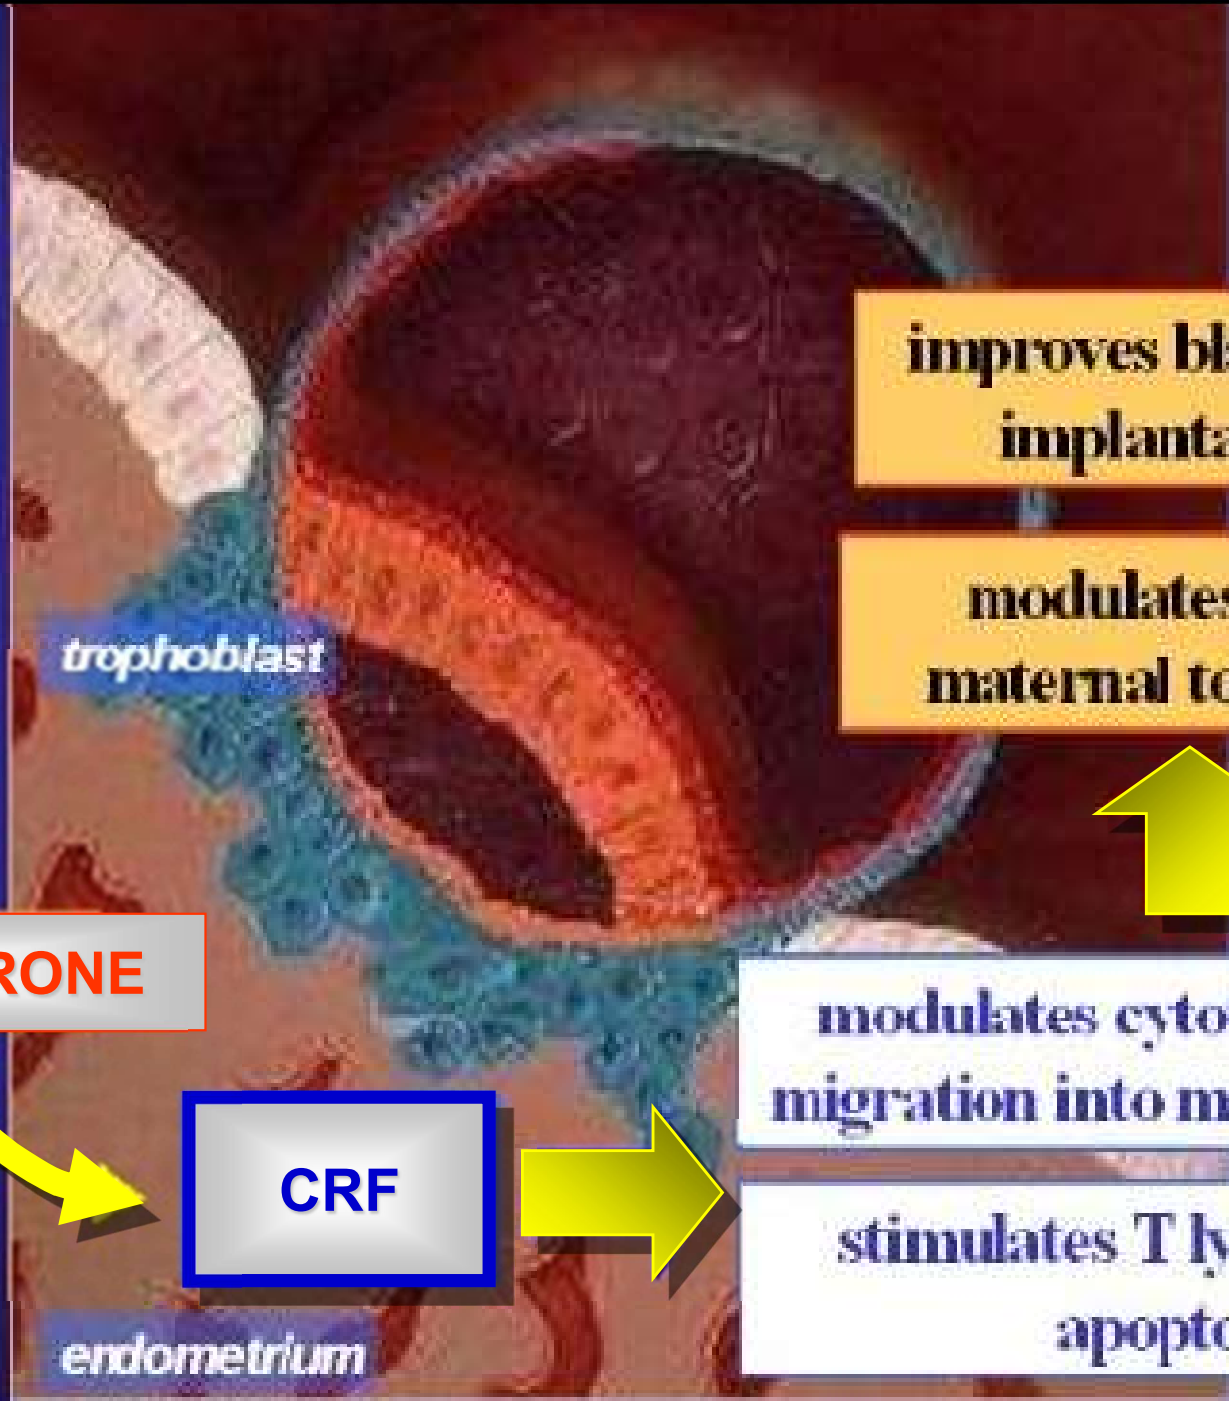 improves bl
implanta
modulates
maternal to
trophoblast
RONE
modulates cyto
migration into m
CRF
stimulates T ly
apopto
endometrium